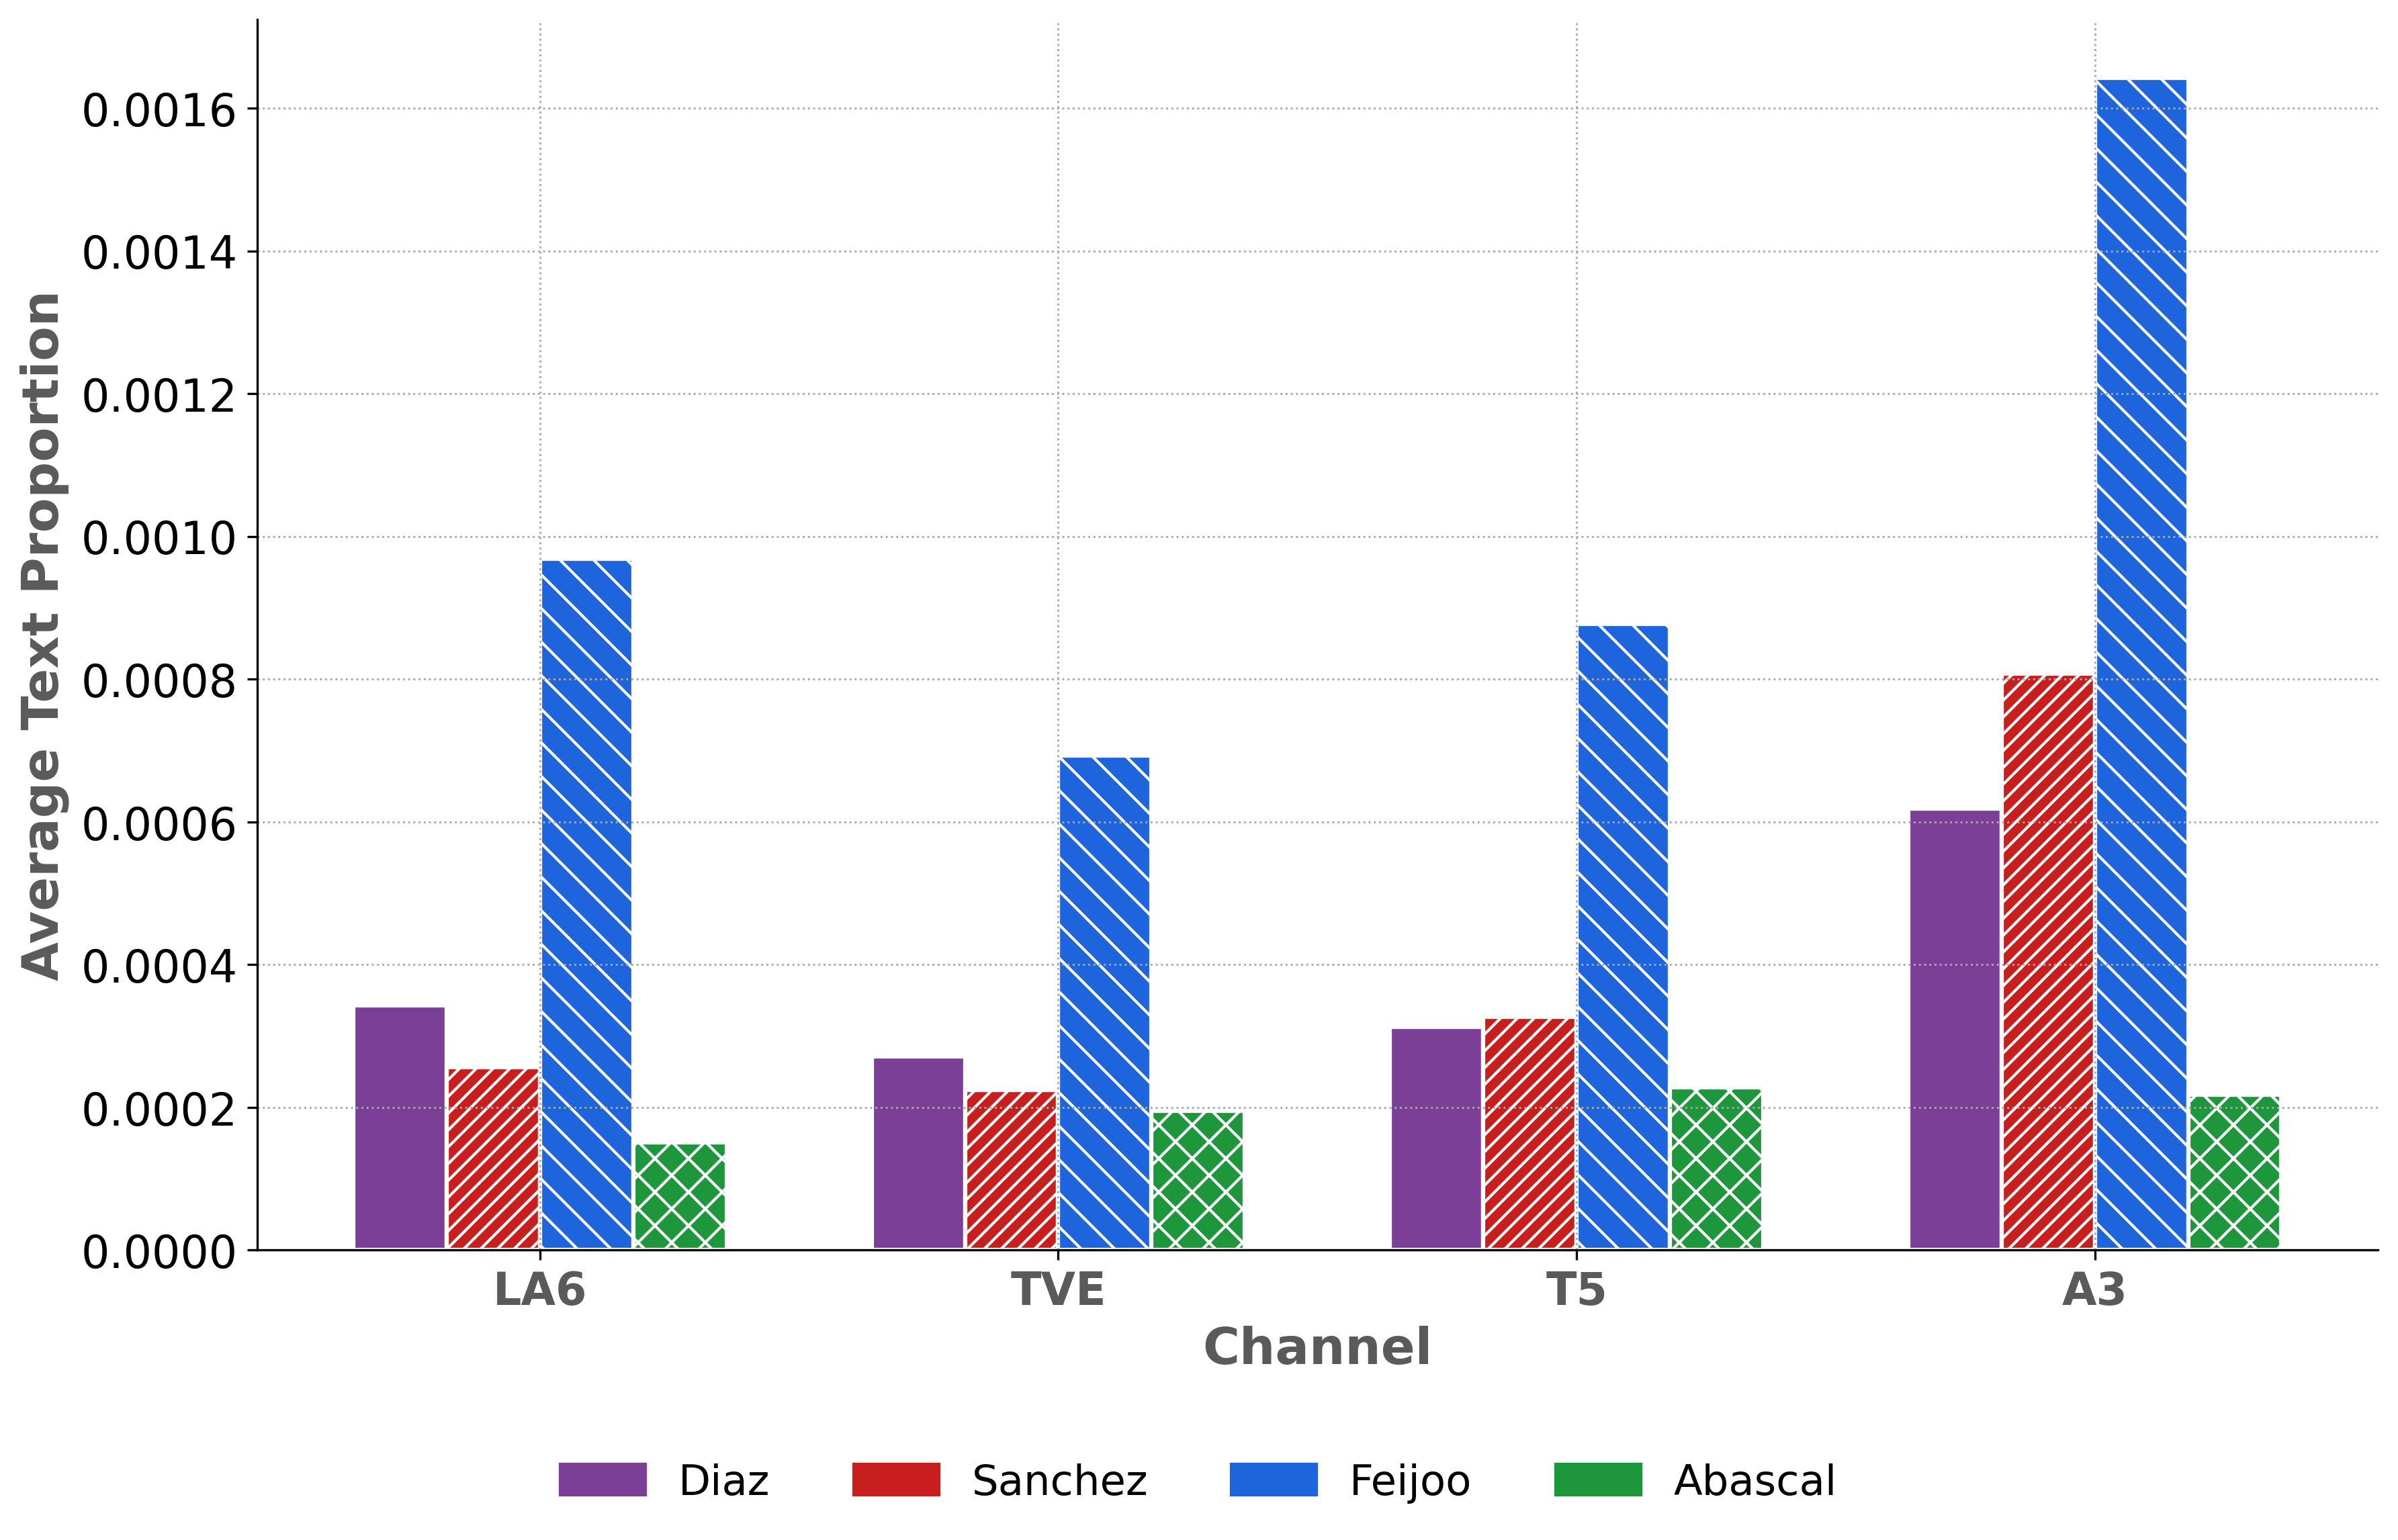 Average Text Proportion
0.0016
0.0014
0.0012
0.0010
0.0008
0.0006
0.0004
0.0002
0.0000
LA6 TVE T5 A3
Channel
Diaz Sanchez Feijoo Abascal